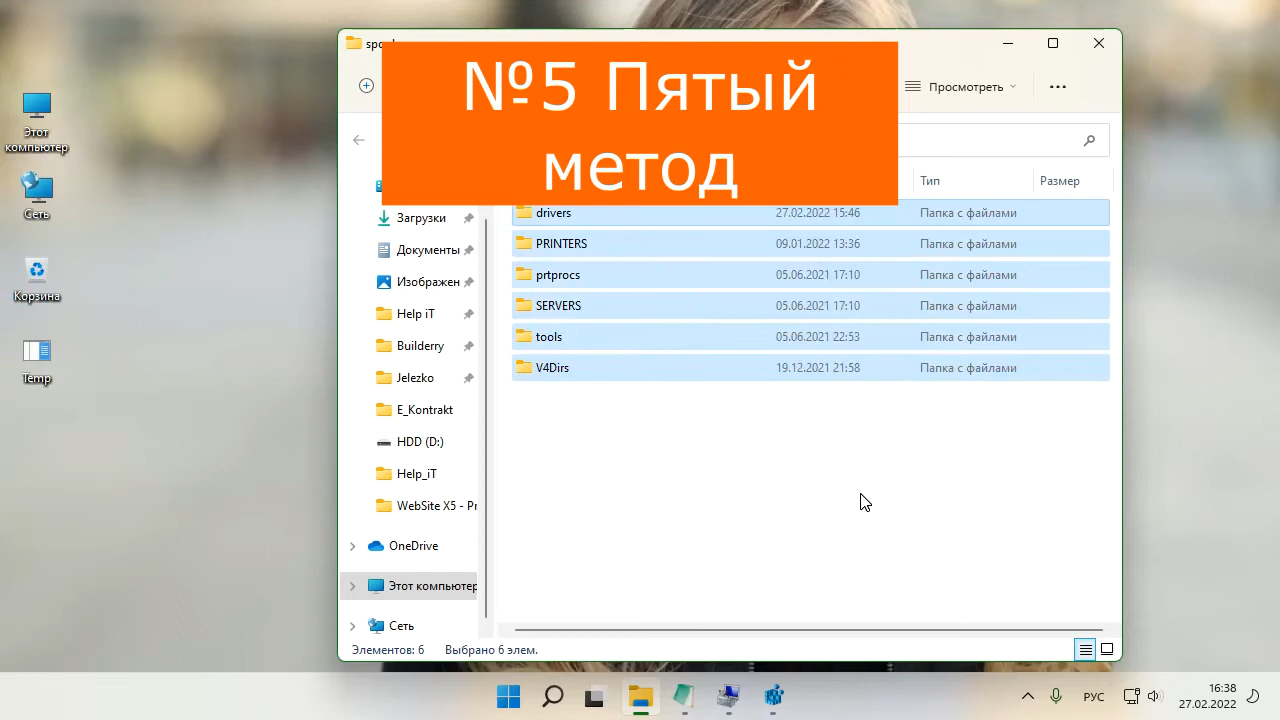 №5 Пятый
метод
Просмотреть
Тип
Размер
Этот
компьютер
Сеть
Корзина
Temp
Загрузки
Документы
Изображен
Help iT
Builderry
Jelezko
E_Kontrakt
HDD (D:)
Help_iT
WebSite X5 - Pr
OneDrive
Этот компьютер
Сеть
drivers 27.02.2022 15:46 Папка с файлами
PRINTERS 09.01.2022 13:36 Папка с файлами
prtprocs 05.06.2021 17:10 Папка с файлами
SERVERS 05.06.2021 17:10 Папка с файлами
tools 05.06.2021 22:53 Папка с файлами
V4Dirs 19.12.2021 21:58 Папка с файлами
Элементов: 6 Выбрано 6 элем.
РУС
16:38
27.02.2022